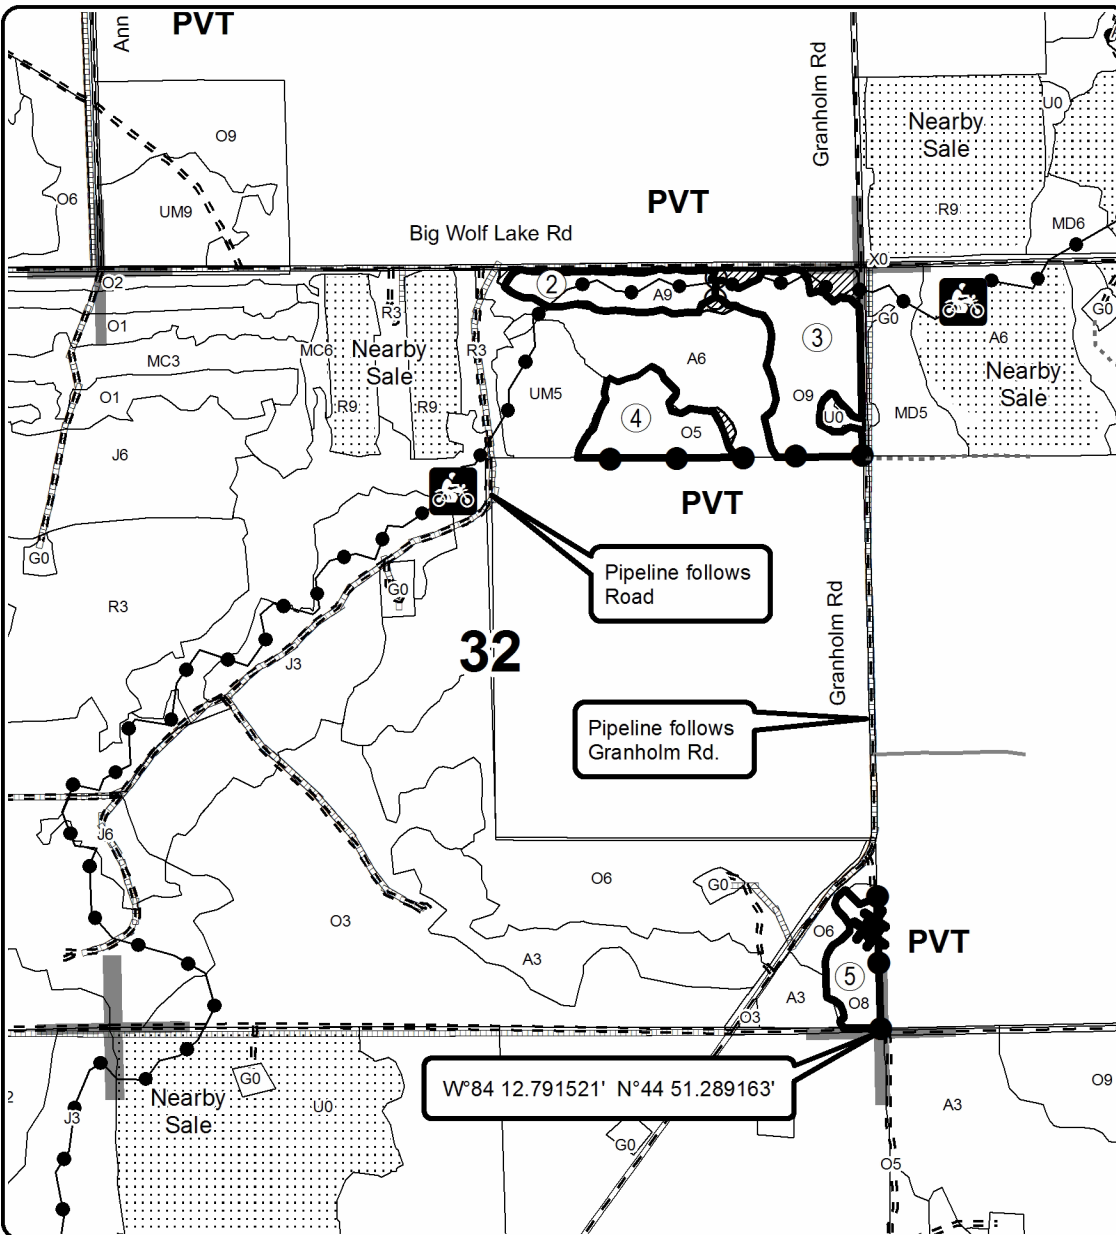 PVT
Ann
Granholm Rd
Nearby
Sale
U0
O9
O6
UM9
PVT
R9
MD6
Big Wolf Lake Rd
X0
O2
2
A9
R3
G0
G0
O1
MC3
MC6
Nearby
Sale
R3
3
A6
A6
Nearby
Sale
O1
R9
R9
UM5
4
O5
O9
U0
MD5
J6
PVT
G0
Pipeline follows
Road
G0
R3
Granholm Rd
32
J3
Pipeline follows
Granholm Rd.
J6
O6
G0
O3
O6
PVT
A3
5
A3
O8
O3
W°84 12.791521' N°44 51.289163'
G0
O9
2
Nearby
Sale
U0
J3
A3
G0
O5